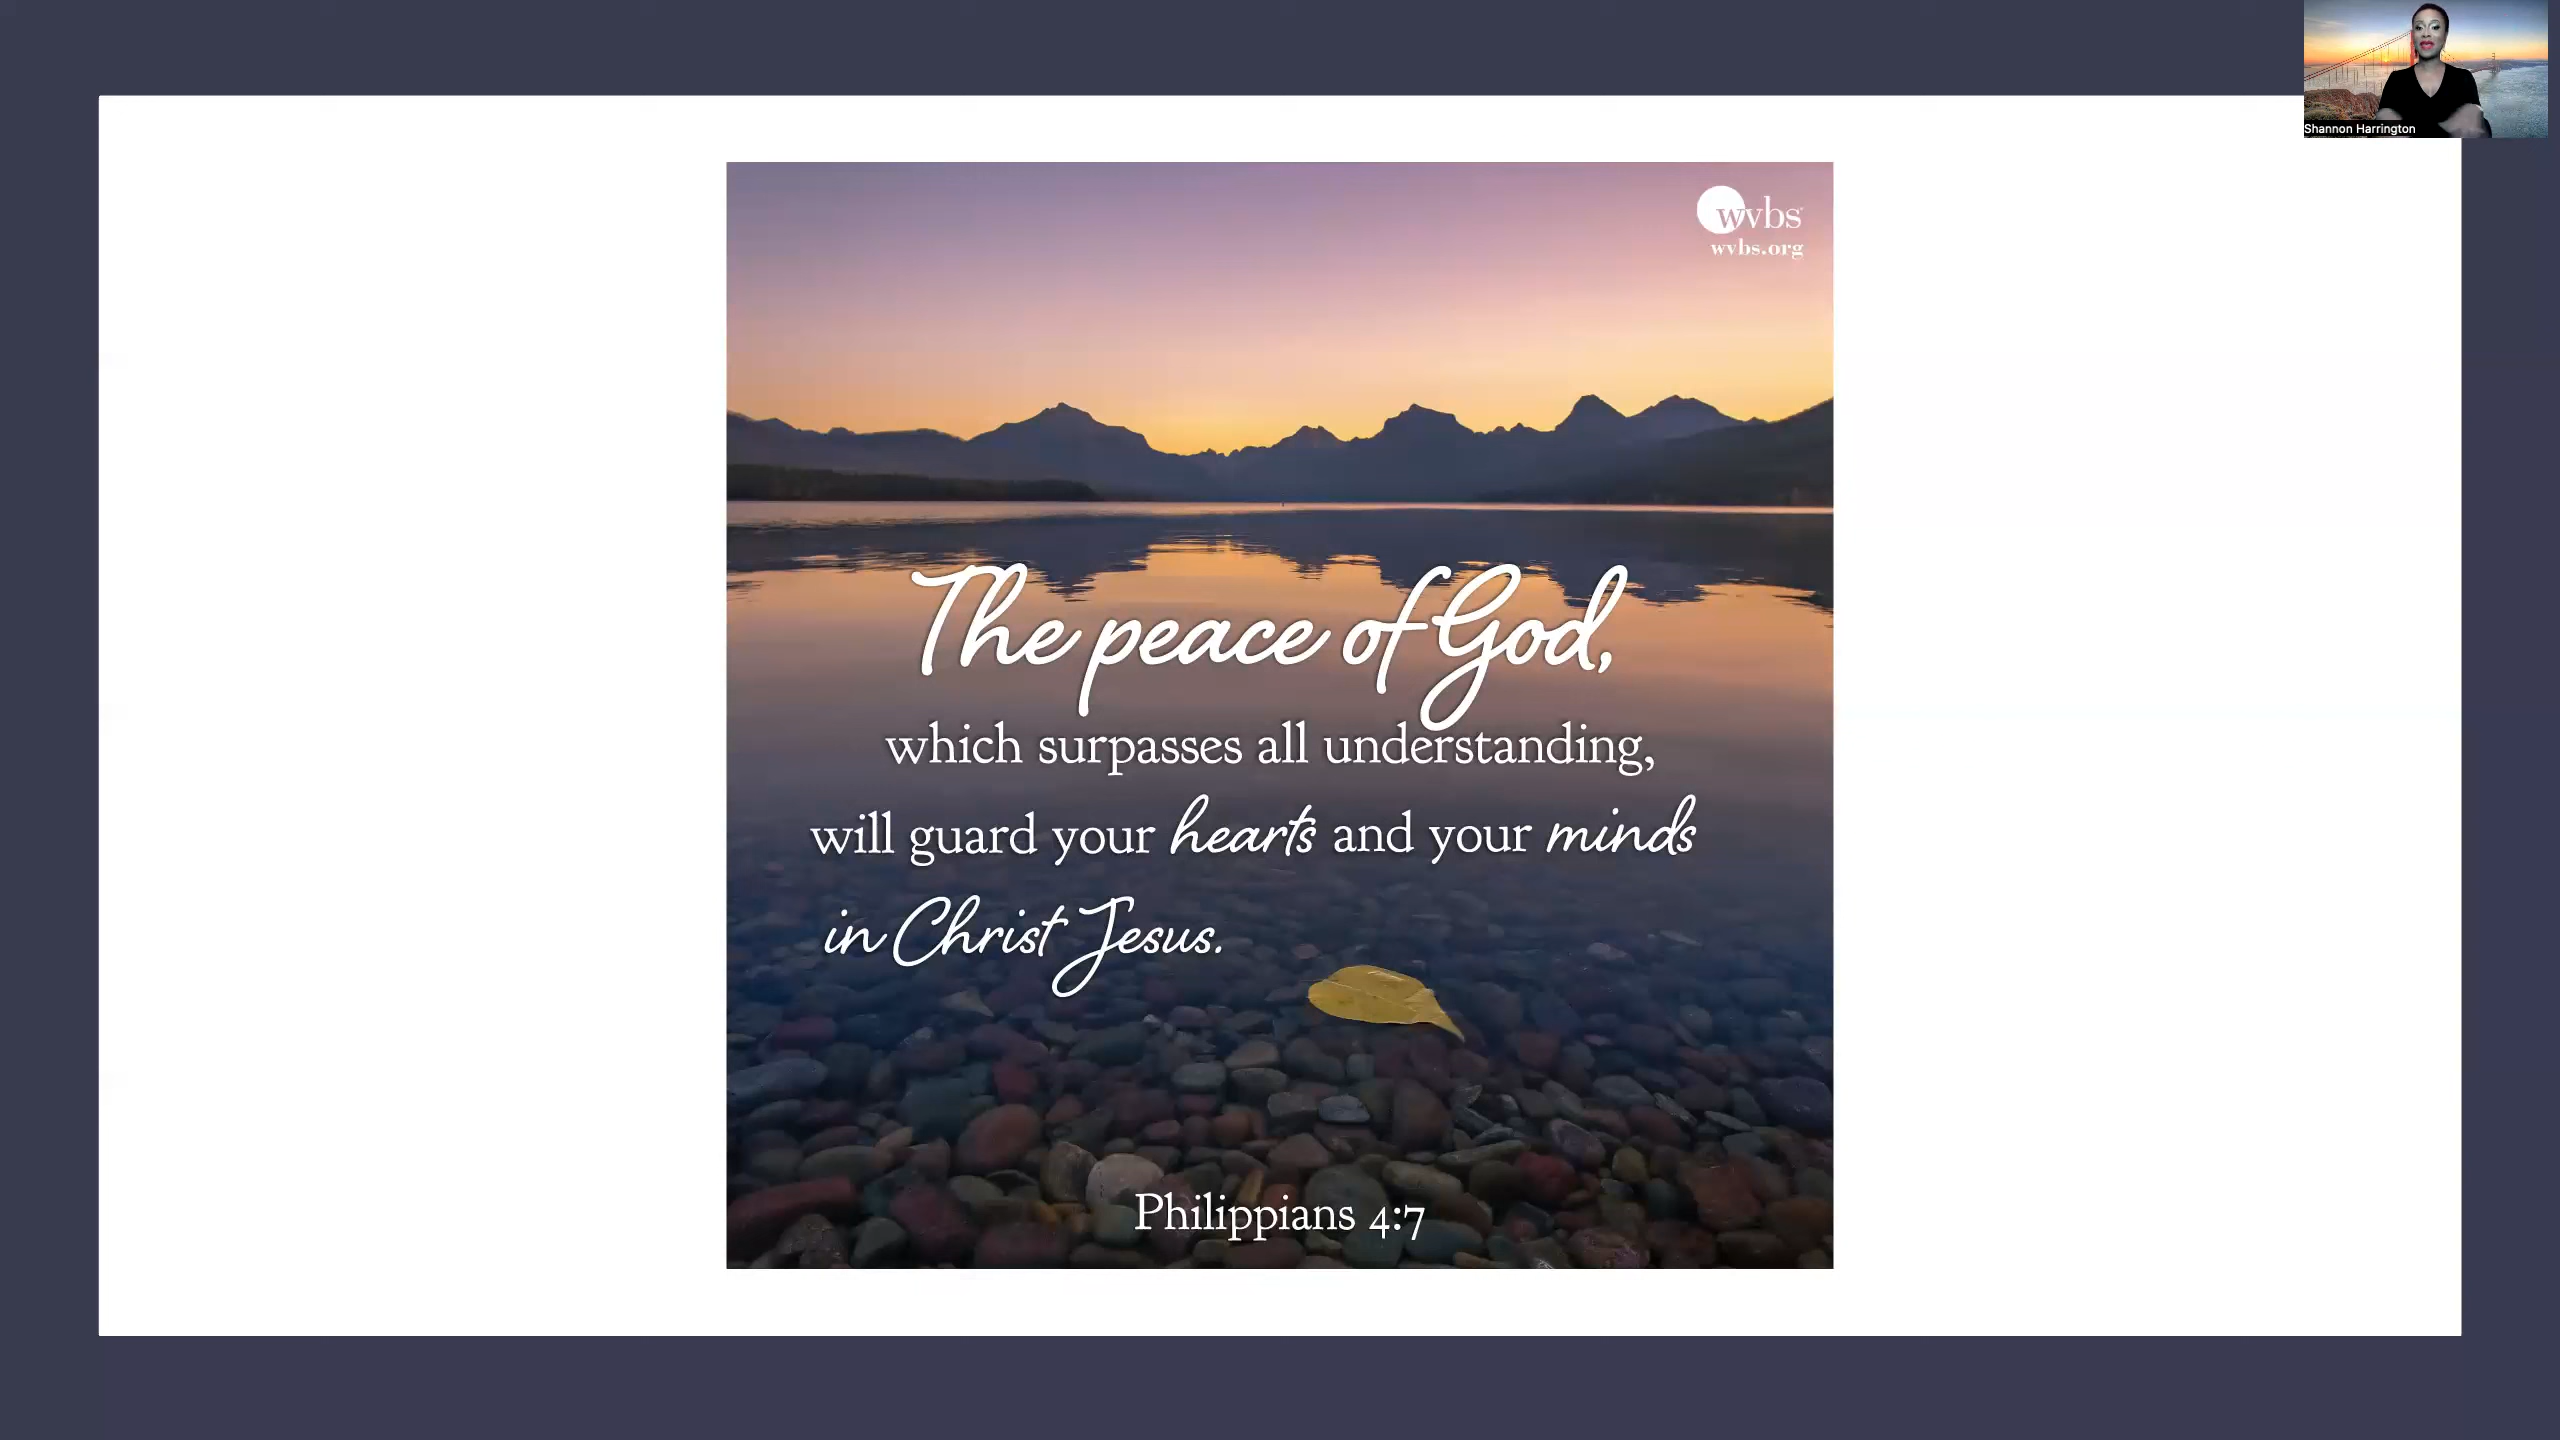 Shannon Harrington
wvbs
wvbs.org
The peace of God,
which surpasses all understanding,
will guard your hearts and your minds
in Christ Jesus.
Philippians 4:7